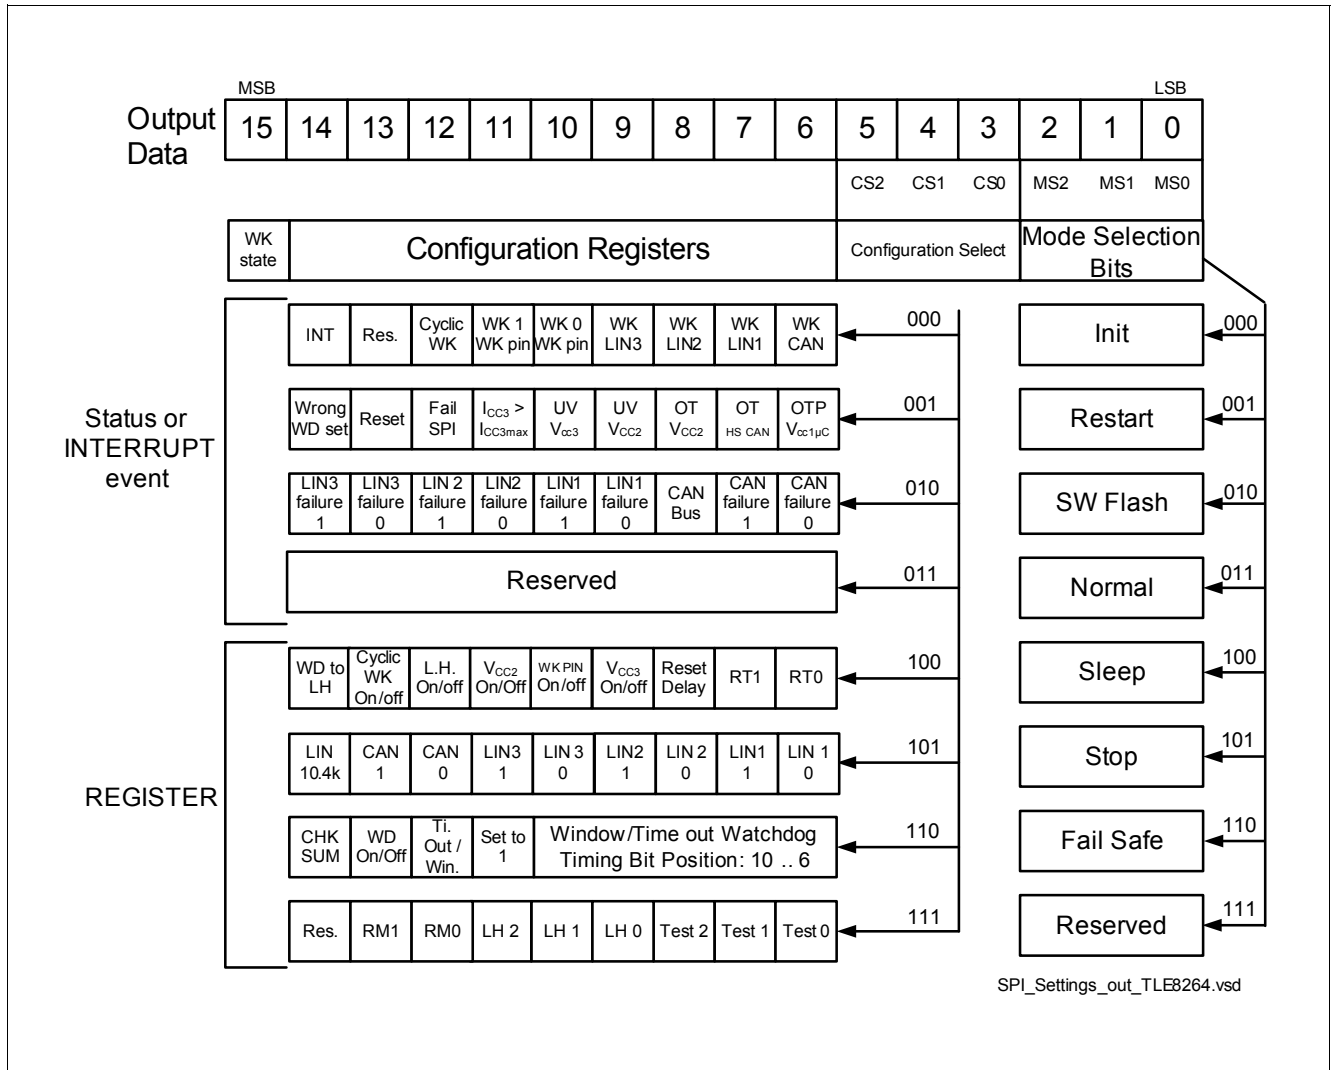 MSB LSB
Output Data 15 14 13 12 11 10 9 8 7 6 5 4 3 2 1 0
CS2 CS1 CS0 MS2 MS1 MS0
WK state Configuration Registers Configuration Select Mode Selection Bits
Status or INTERRUPT event
INT Res. Cyclic WK WK 1 WK pin WK 0 WK pin WK LIN3 WK LIN2 WK LIN1 WK CAN 000 Init 000
Wrong WD set Reset Fail SPI ICC3 > ICC3max UV Vcc3 UV VCC2 OT VCC2 OT HS CAN OTP Vcc1µC 001 Restart 001
LIN3 failure 1 LIN3 failure 0 LIN 2 failure 1 LIN2 failure 0 LIN1 failure 1 LIN1 failure 0 CAN Bus CAN failure 1 CAN failure 0 010 SW Flash 010
Reserved 011 Normal 011
REGISTER
WD to LH Cyclic WK On/off L.H. On/off VCC2 On/Off WK PIN On/off VCC3 On/off Reset Delay RT1 RT0 100 Sleep 100
LIN 10.4k CAN 1 CAN 0 LIN3 1 LIN 3 0 LIN2 1 LIN 2 0 LIN1 1 LIN 1 0 101 Stop 101
CHK SUM WD On/Off Ti. Out / Win. Set to 1 Window/Time out Watchdog Timing Bit Position: 10 .. 6 110 Fail Safe 110
Res. RM1 RM0 LH 2 LH 1 LH 0 Test 2 Test 1 Test 0 111 Reserved 111
SPI_Settings_out_TLE8264.vsd